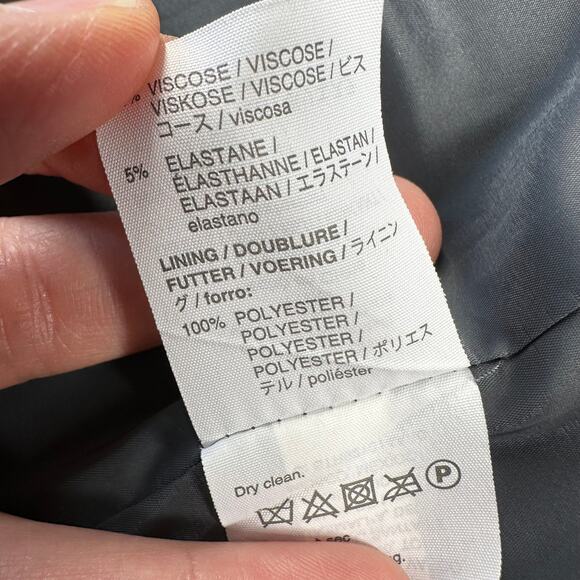 % VISCOSE / VISCOSE /
VISKOSE / VISCOSE / ビス
コース / viscosa
5% ELASTANE /
ELASTHANNE / ELASTAN /
ELASTAAN / エラステーン /
elastano
LINING / DOUBLURE /
FUTTER / VOERING / ライニン
グ / forro:
100% POLYESTER /
POLYESTER /
POLYESTER /
POLYESTER / ポリエス
テル / poliéster
Dry clean.
P
sec